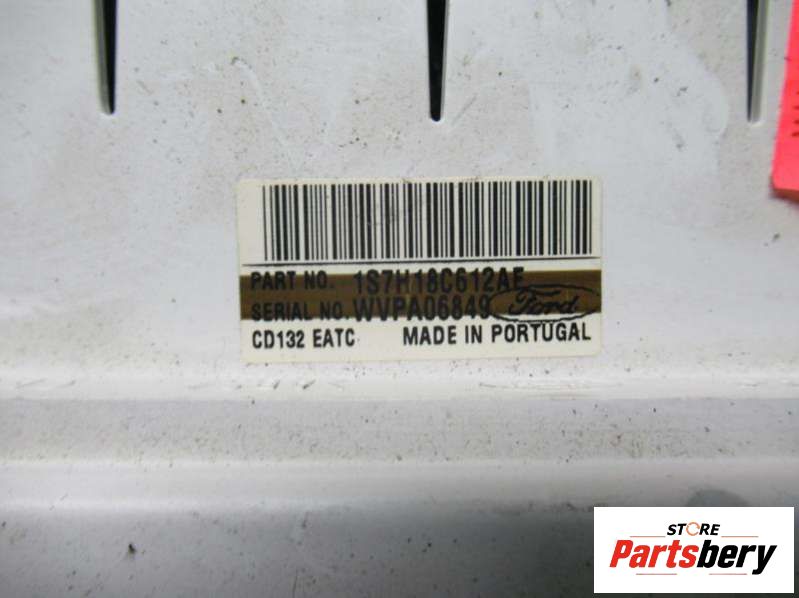 PART NO. 1S7H18C612AE
SERIAL NO. WVPA06849 Ford
CD132 EATC MADE IN PORTUGAL
STORE
Partsbery